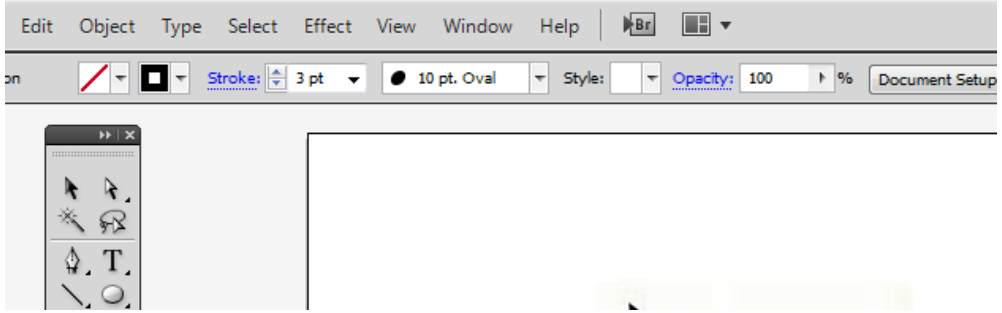 Edit Object Type Select Effect View Window Help Br
on Stroke: 3 pt 10 pt. Oval Style: Opacity: 100 % Document Setup
T